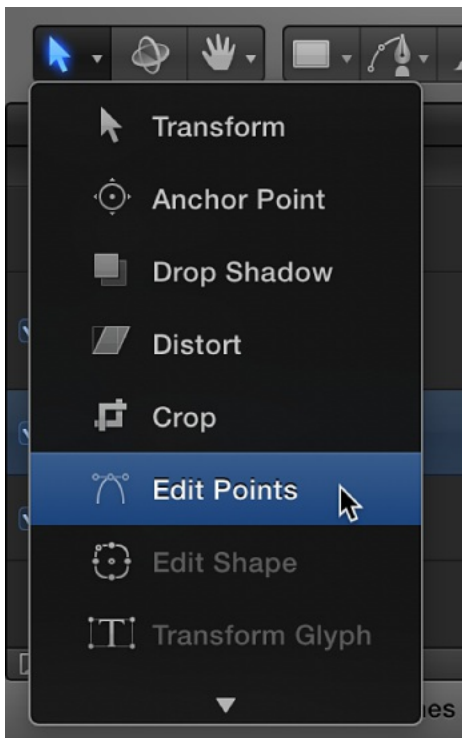 Transform
Anchor Point
Drop Shadow
Distort
Crop
Edit Points
Edit Shape
Transform Glyph